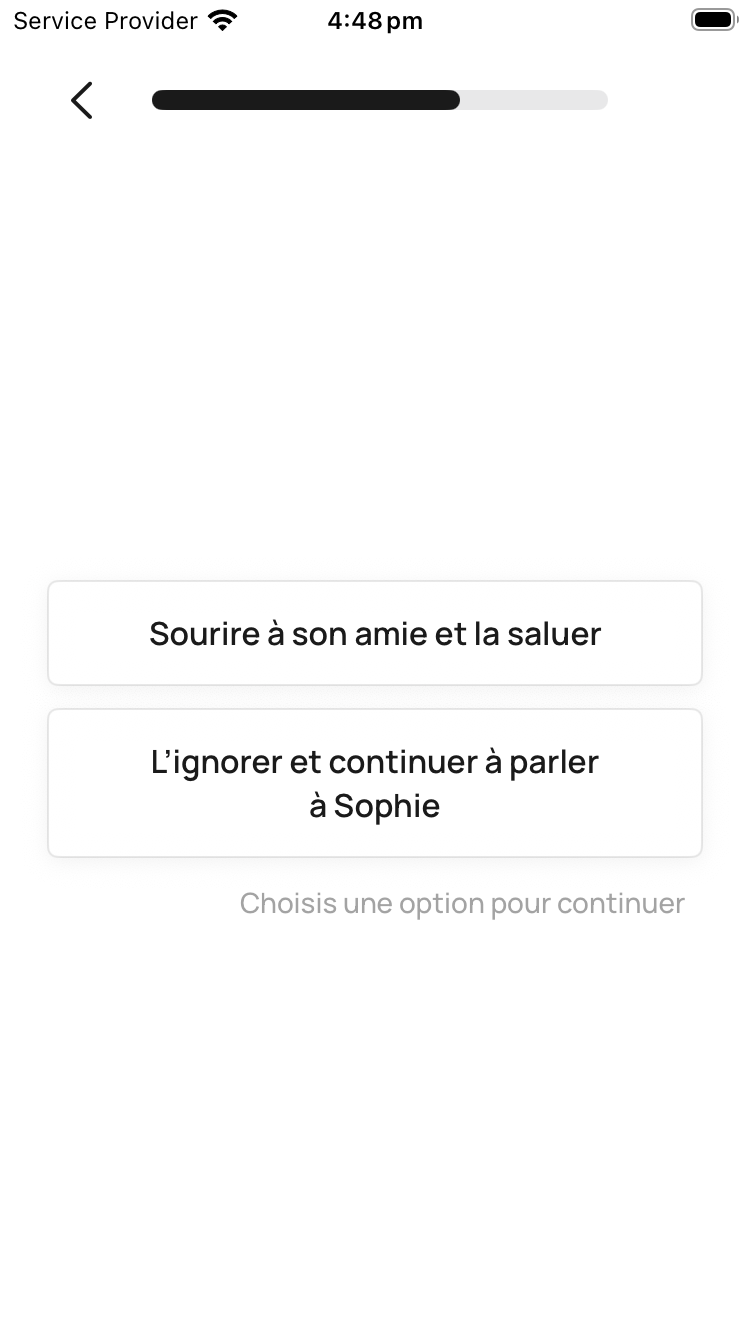 Service Provider 4:48 pm
Sourire à son amie et la saluer
L’ignorer et continuer à parler
à Sophie
Choisis une option pour continuer